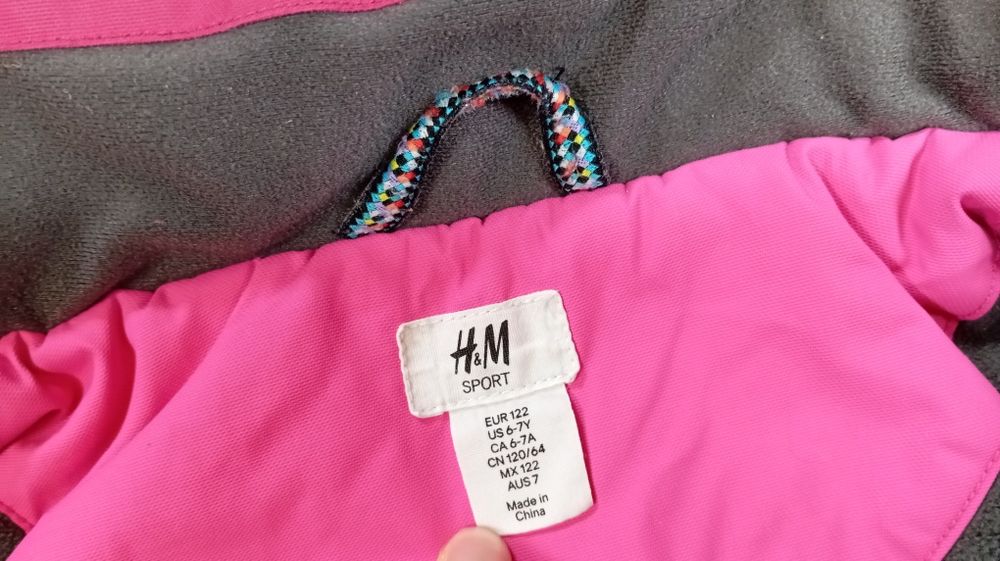 H&M
SPORT
EUR 122
US 6-7Y
CA 6-7A
CN 120/64
MX 122
AUS 7
Made in
China